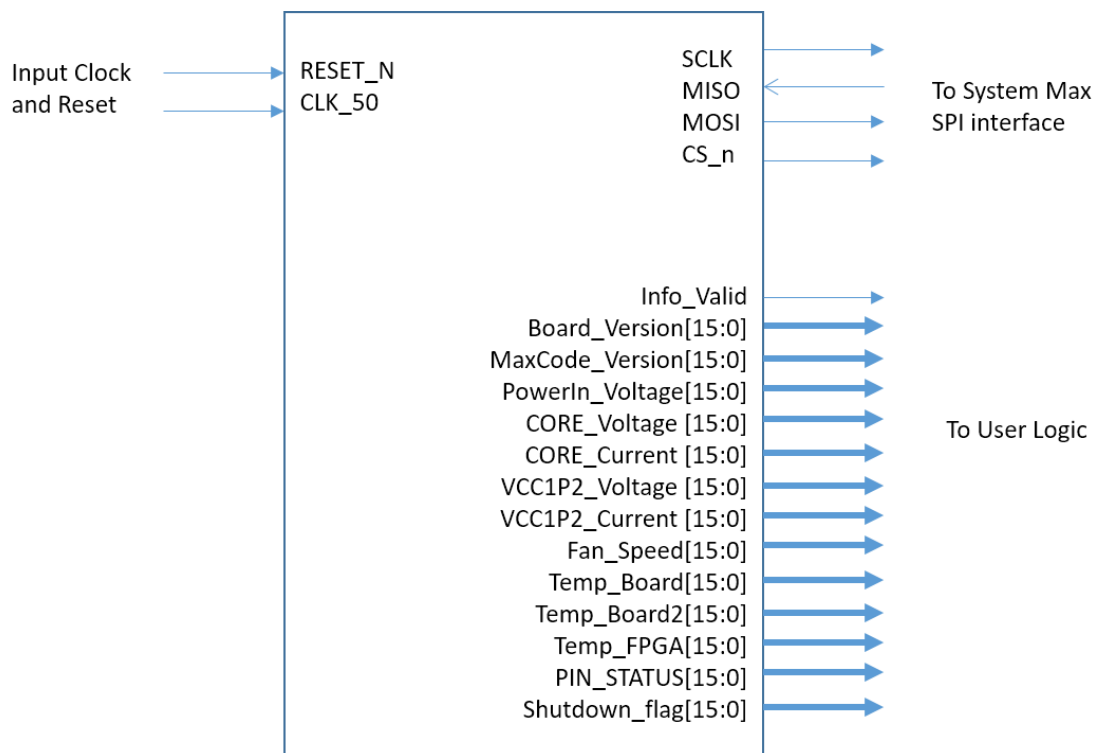 Input Clock
and Reset
RESET_N
CLK_50
SCLK
MISO
MOSI
CS_n
To System Max
SPI interface
Info_Valid
Board_Version[15:0]
MaxCode_Version[15:0]
PowerIn_Voltage[15:0]
CORE_Voltage [15:0]
CORE_Current [15:0]
VCC1P2_Voltage [15:0]
VCC1P2_Current [15:0]
Fan_Speed[15:0]
Temp_Board[15:0]
Temp_Board2[15:0]
Temp_FPGA[15:0]
PIN_STATUS[15:0]
Shutdown_flag[15:0]
To User Logic